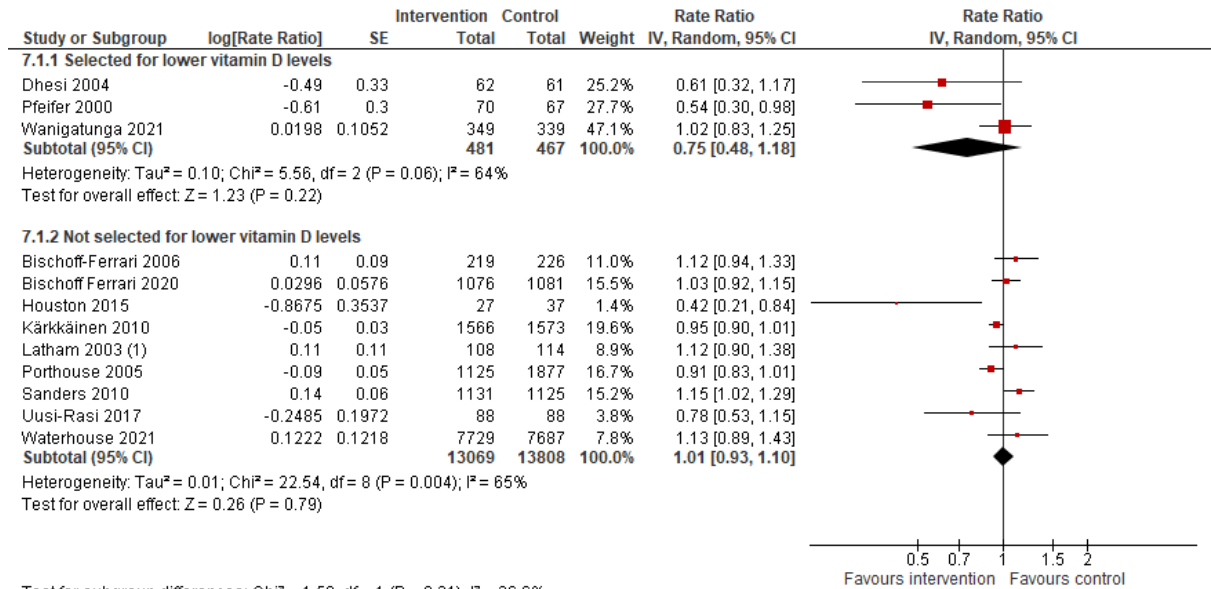 Intervention Control Rate Ratio Rate Ratio
Study or Subgroup log[Rate Ratio] SE Total Total Weight IV, Random, 95% CI IV, Random, 95% CI
7.1.1 Selected for lower vitamin D levels
Dhesi 2004 -0.49 0.33 62 61 25.2% 0.61 [0.32, 1.17]
Pfeifer 2000 -0.61 0.3 70 67 27.7% 0.54 [0.30, 0.98]
Wanigatunga 2021 0.0198 0.1052 349 339 47.1% 1.02 [0.83, 1.25]
Subtotal (95% CI) 481 467 100.0% 0.75 [0.48, 1.18]
Heterogeneity: Tau² = 0.10; Chi² = 5.56, df = 2 (P = 0.06); I² = 64%
Test for overall effect: Z = 1.23 (P = 0.22)
7.1.2 Not selected for lower vitamin D levels
Bischoff-Ferrari 2006 0.11 0.09 219 226 11.0% 1.12 [0.94, 1.33]
Bischoff Ferrari 2020 0.0296 0.0576 1076 1081 15.5% 1.03 [0.92, 1.15]
Houston 2015 -0.8675 0.3537 27 37 1.4% 0.42 [0.21, 0.84]
Kärkkäinen 2010 -0.05 0.03 1566 1573 19.6% 0.95 [0.90, 1.01]
Latham 2003 (1) 0.11 0.11 108 114 8.9% 1.12 [0.90, 1.38]
Porthouse 2005 -0.09 0.05 1125 1877 16.7% 0.91 [0.83, 1.01]
Sanders 2010 0.14 0.06 1131 1125 15.2% 1.15 [1.02, 1.29]
Uusi-Rasi 2017 -0.2485 0.1972 88 88 3.8% 0.78 [0.53, 1.15]
Waterhouse 2021 0.1222 0.1218 7729 7687 7.8% 1.13 [0.89, 1.43]
Subtotal (95% CI) 13069 13808 100.0% 1.01 [0.93, 1.10]
Heterogeneity: Tau² = 0.01; Chi² = 22.54, df = 8 (P = 0.004); I² = 65%
Test for overall effect: Z = 0.26 (P = 0.79)
0.5 0.7 1 1.5 2
Favours intervention Favours control